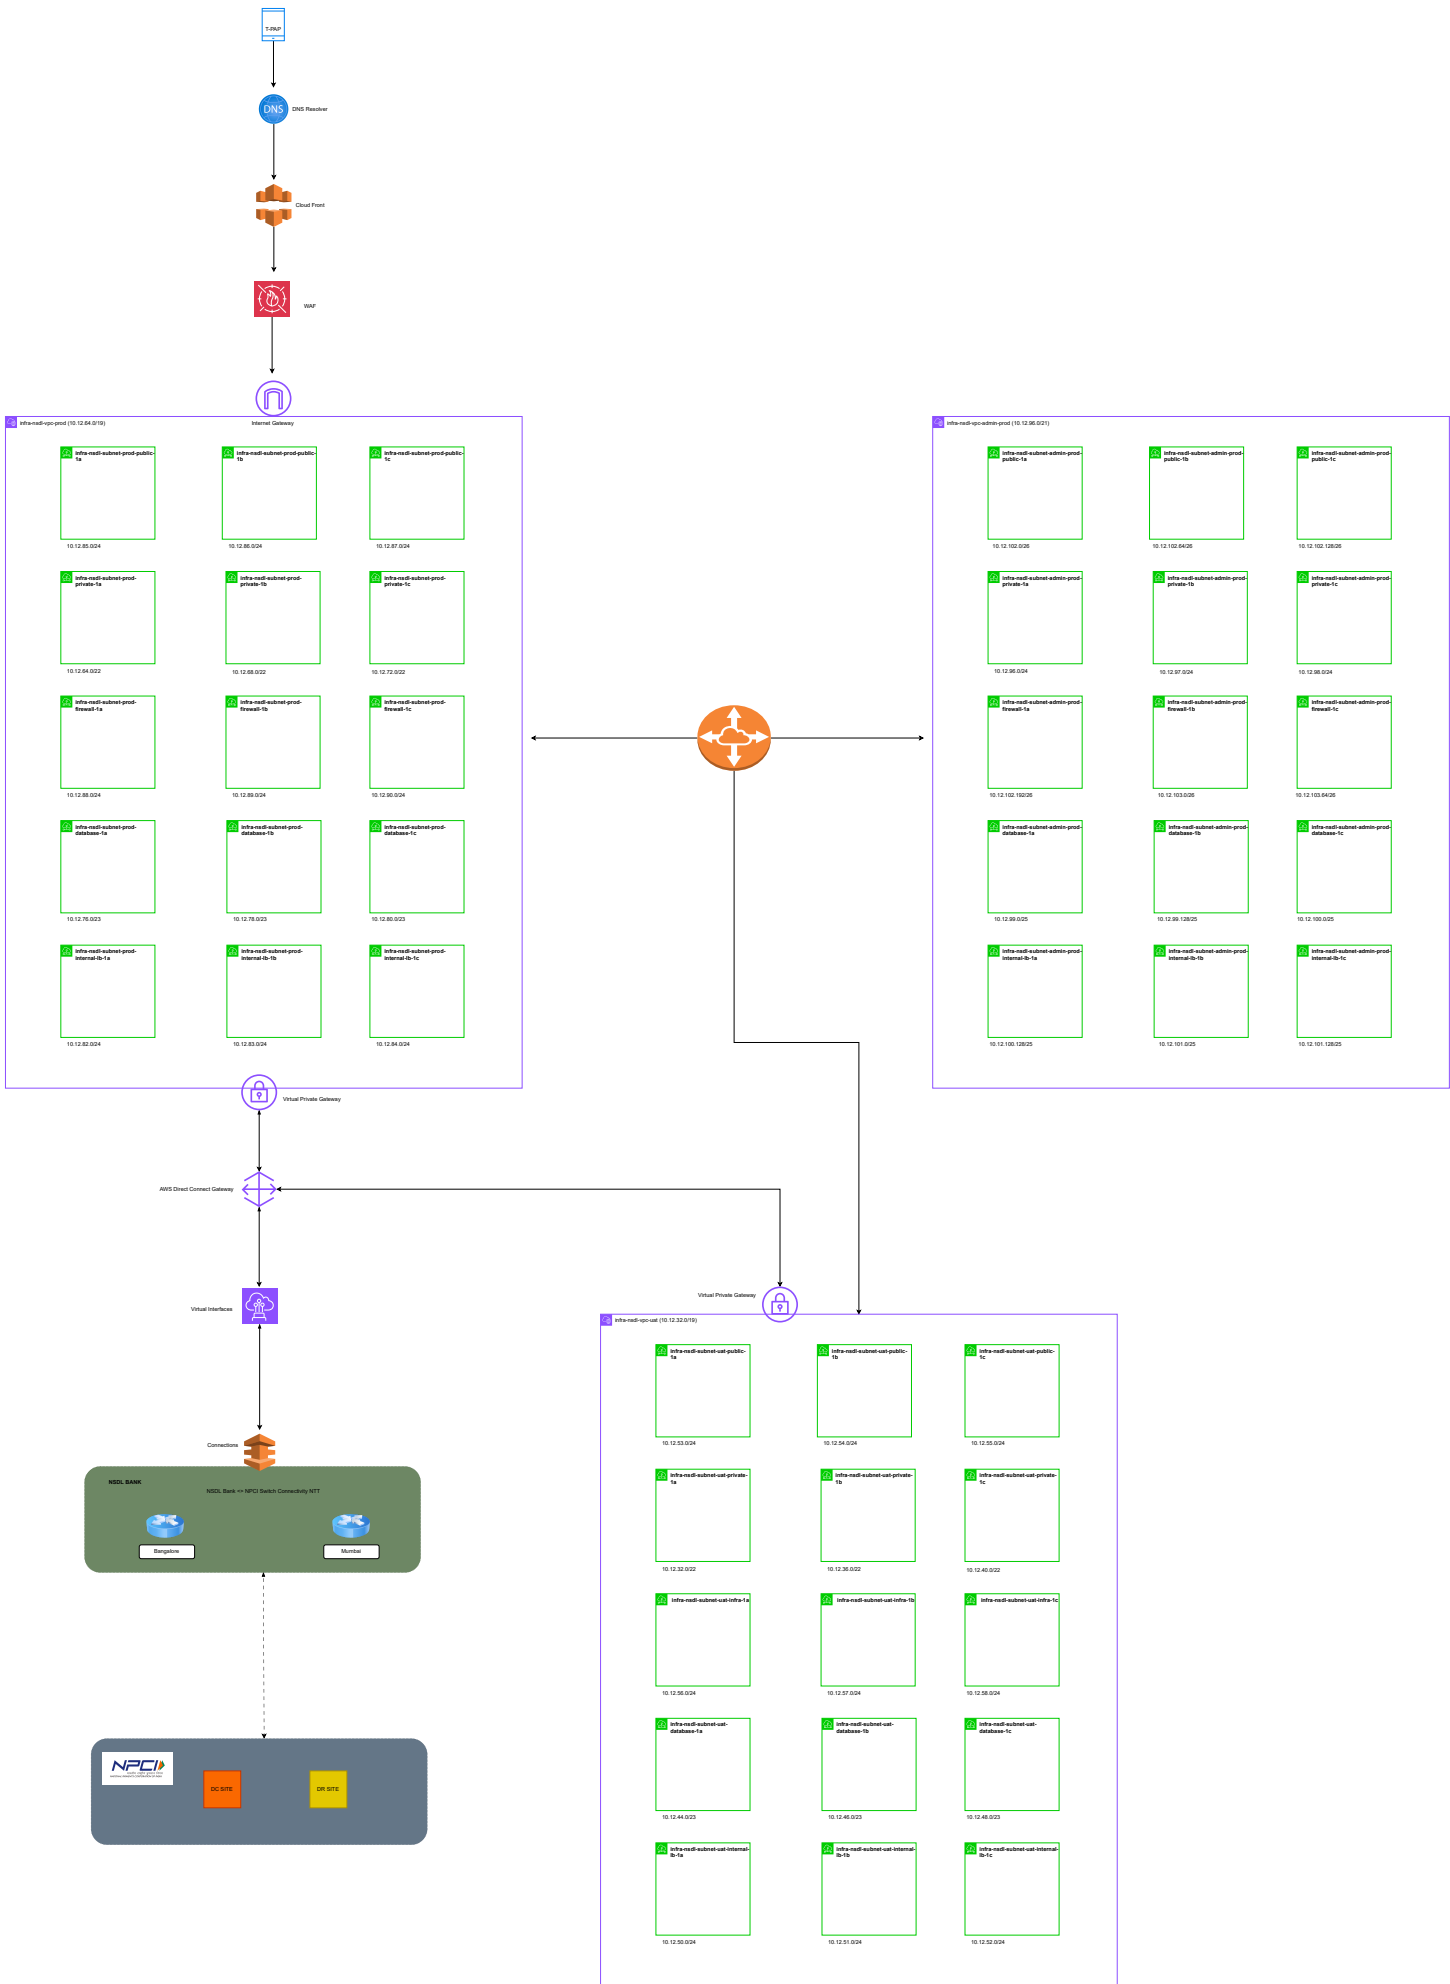 T-PAP
DNS
DNS Resolver
Cloud Front
WAF
Internet Gateway
infra-nsdl-vpc-prod (10.12.64.0/19)
infra-nsdl-subnet-prod-public-
1a
10.12.85.0/24
infra-nsdl-subnet-prod-public-
1b
10.12.86.0/24
infra-nsdl-subnet-prod-public-
1c
10.12.87.0/24
infra-nsdl-subnet-prod-
private-1a
10.12.64.0/22
infra-nsdl-subnet-prod-
private-1b
10.12.68.0/22
infra-nsdl-subnet-prod-
private-1c
10.12.72.0/22
infra-nsdl-subnet-prod-
firewall-1a
10.12.88.0/24
infra-nsdl-subnet-prod-
firewall-1b
10.12.89.0/24
infra-nsdl-subnet-prod-
firewall-1c
10.12.90.0/24
infra-nsdl-subnet-prod-
database-1a
10.12.76.0/23
infra-nsdl-subnet-prod-
database-1b
10.12.78.0/23
infra-nsdl-subnet-prod-
database-1c
10.12.80.0/23
infra-nsdl-subnet-prod-
internal-lb-1a
10.12.82.0/24
infra-nsdl-subnet-prod-
internal-lb-1b
10.12.83.0/24
infra-nsdl-subnet-prod-
internal-lb-1c
10.12.84.0/24
infra-nsdl-vpc-admin-prod (10.12.96.0/21)
infra-nsdl-subnet-admin-prod-
public-1a
10.12.102.0/26
infra-nsdl-subnet-admin-prod-
public-1b
10.12.102.64/26
infra-nsdl-subnet-admin-prod-
public-1c
10.12.102.128/26
infra-nsdl-subnet-admin-prod-
private-1a
10.12.96.0/24
infra-nsdl-subnet-admin-prod-
private-1b
10.12.97.0/24
infra-nsdl-subnet-admin-prod-
private-1c
10.12.98.0/24
infra-nsdl-subnet-admin-prod-
firewall-1a
10.12.102.192/26
infra-nsdl-subnet-admin-prod-
firewall-1b
10.12.103.0/26
infra-nsdl-subnet-admin-prod-
firewall-1c
10.12.103.64/26
infra-nsdl-subnet-admin-prod-
database-1a
10.12.99.0/25
infra-nsdl-subnet-admin-prod-
database-1b
10.12.99.128/25
infra-nsdl-subnet-admin-prod-
database-1c
10.12.100.0/25
infra-nsdl-subnet-admin-prod-
internal-lb-1a
10.12.100.128/25
infra-nsdl-subnet-admin-prod-
internal-lb-1b
10.12.101.0/25
infra-nsdl-subnet-admin-prod-
internal-lb-1c
10.12.101.128/25
Virtual Private Gateway
AWS Direct Connect Gateway
Virtual Interfaces
Connections
NSDL BANK
NSDL Bank <> NPCI Switch Connectivity NTT
Bangalore
Mumbai
NPCI
DC SITE
DR SITE
Virtual Private Gateway
infra-nsdl-vpc-uat (10.12.32.0/19)
infra-nsdl-subnet-uat-public-
1a
10.12.53.0/24
infra-nsdl-subnet-uat-public-
1b
10.12.54.0/24
infra-nsdl-subnet-uat-public-
1c
10.12.55.0/24
infra-nsdl-subnet-uat-private-
1a
10.12.32.0/22
infra-nsdl-subnet-uat-private-
1b
10.12.36.0/22
infra-nsdl-subnet-uat-private-
1c
10.12.40.0/22
infra-nsdl-subnet-uat-infra-1a
10.12.56.0/24
infra-nsdl-subnet-uat-infra-1b
10.12.57.0/24
infra-nsdl-subnet-uat-infra-1c
10.12.58.0/24
infra-nsdl-subnet-uat-
database-1a
10.12.44.0/23
infra-nsdl-subnet-uat-
database-1b
10.12.46.0/23
infra-nsdl-subnet-uat-
database-1c
10.12.48.0/23
infra-nsdl-subnet-uat-internal-
lb-1a
10.12.50.0/24
infra-nsdl-subnet-uat-internal-
lb-1b
10.12.51.0/24
infra-nsdl-subnet-uat-internal-
lb-1c
10.12.52.0/24